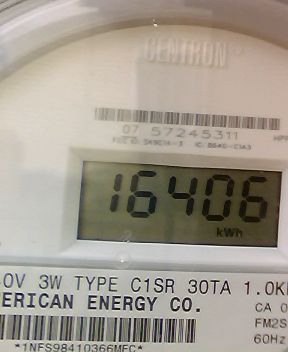 CENTRON
07 57245311
16406
kWh
0V 3W TYPE C1SR 30TA 1.0K
ERICAN ENERGY CO.
CA 0
FM2S
60Hz
*1NFS98410366MFC*